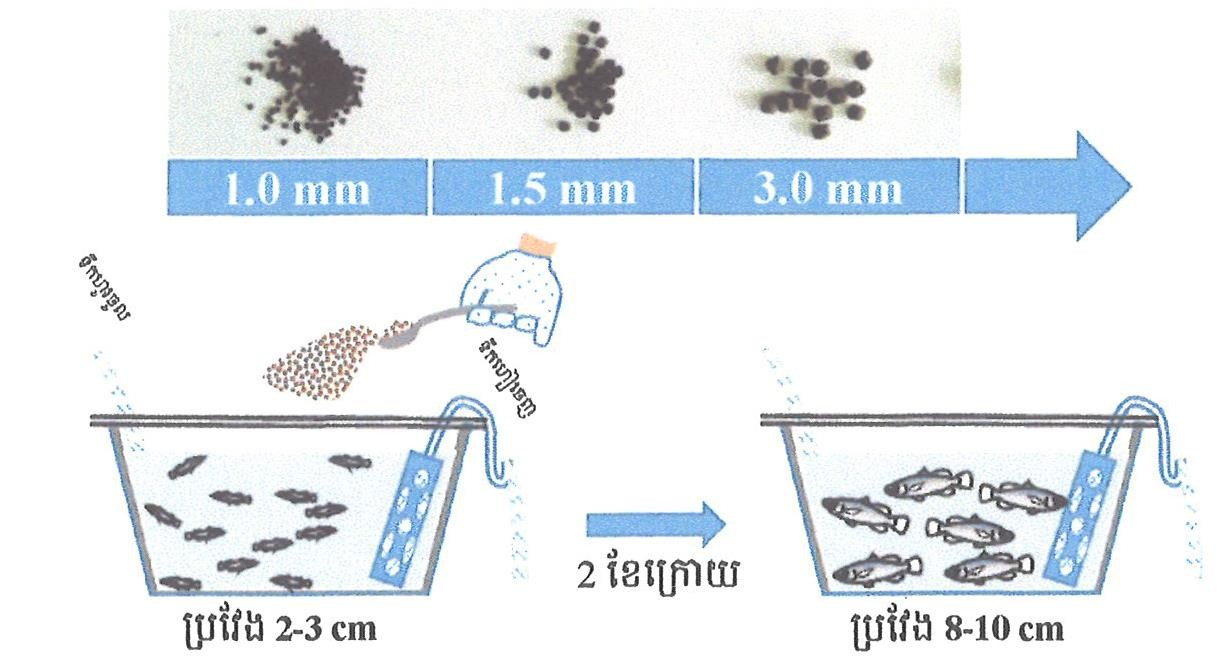 1.0 mm
1.5 mm
3.0 mm
ទឹកហូរចូល
ទឹកហៀរចេញ
2 ខែក្រោយ
ប្រវែង 2-3 cm
ប្រវែង 8-10 cm